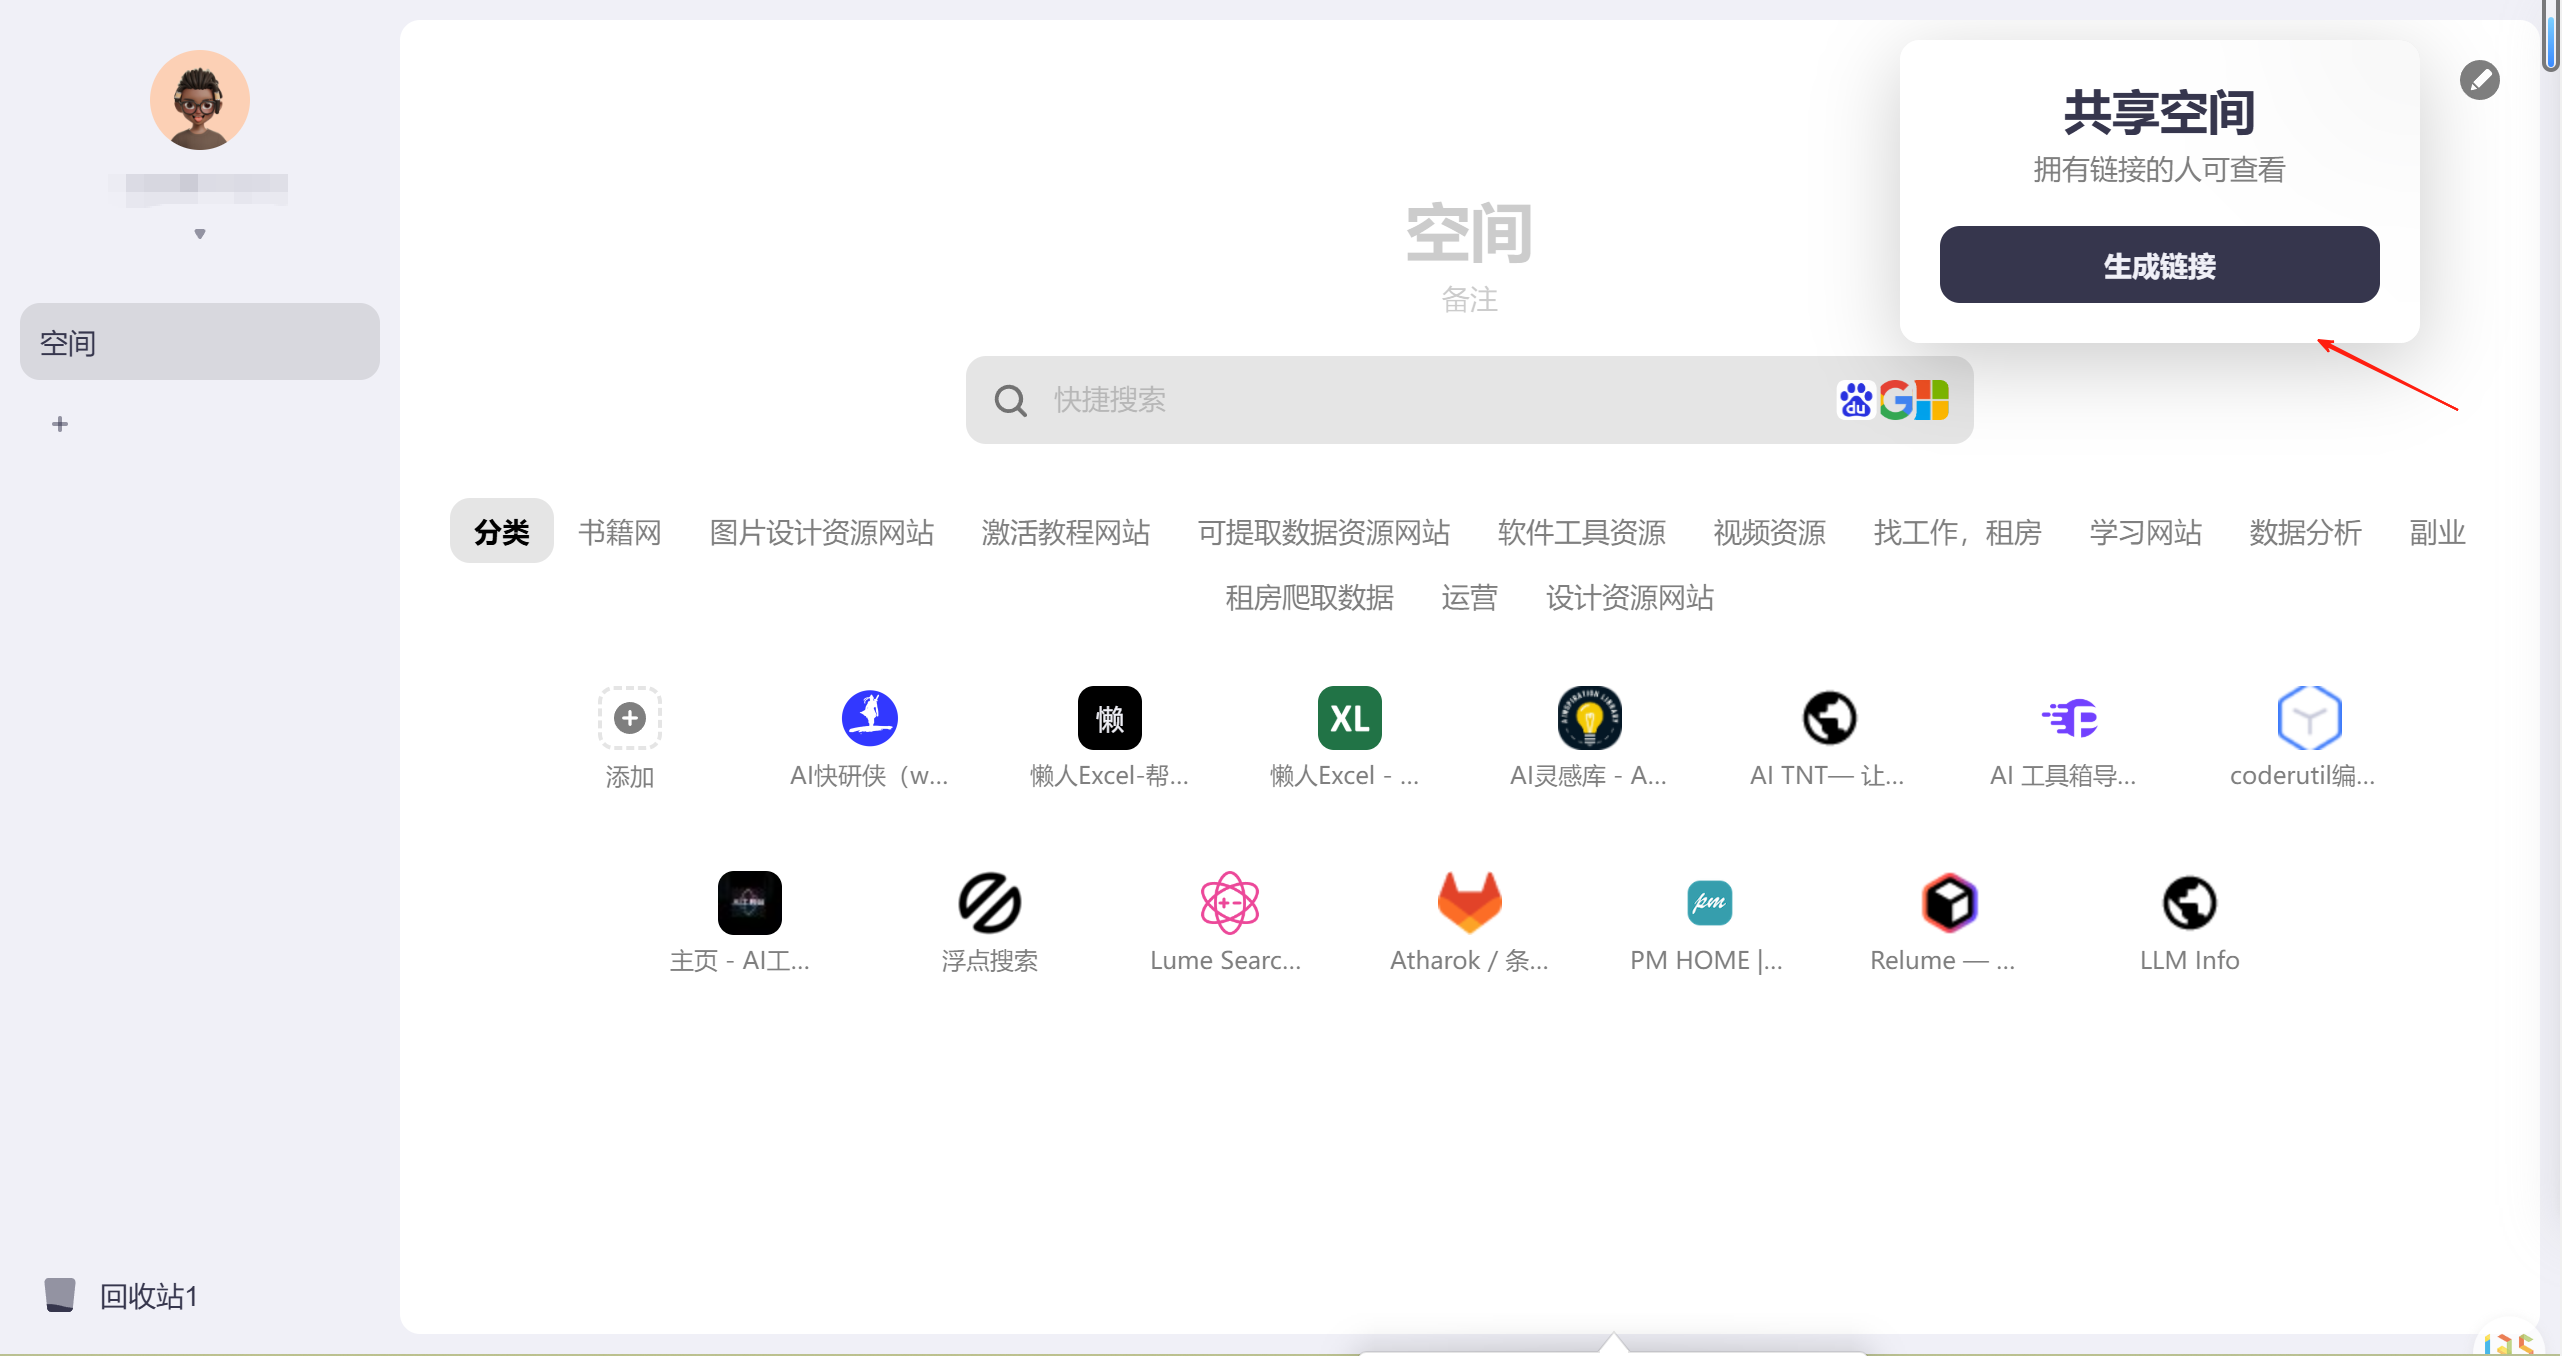 共享空间
拥有链接的人可查看
生成链接
空间
备注
空间
快捷搜索
du G
分类 书籍网 图片设计资源网站 激活教程网站 可提取数据资源网站 软件工具资源 视频资源 找工作，租房 学习网站 数据分析 副业
租房爬取数据 运营 设计资源网站
懒 XL AINSPIRATION LIBRARY
添加 AI快研侠（w... 懒人Excel-帮... 懒人Excel - ... AI灵感库 - A... AI TNT— 让... AI 工具箱导... coderutil编...
pm
主页 - AI工... 浮点搜索 Lume Searc... Atharok / 条... PM HOME |... Relume — ... LLM Info
回收站1